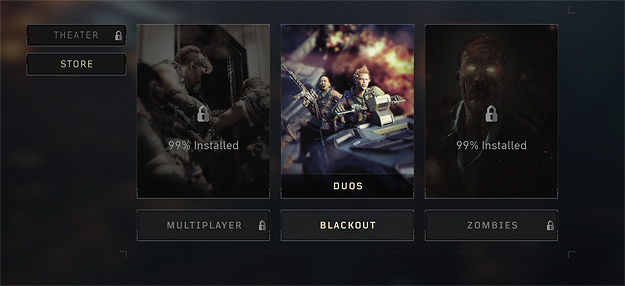 THEATER
STORE
99% Installed
DUOS
99% Installed
MULTIPLAYER
BLACKOUT
ZOMBIES